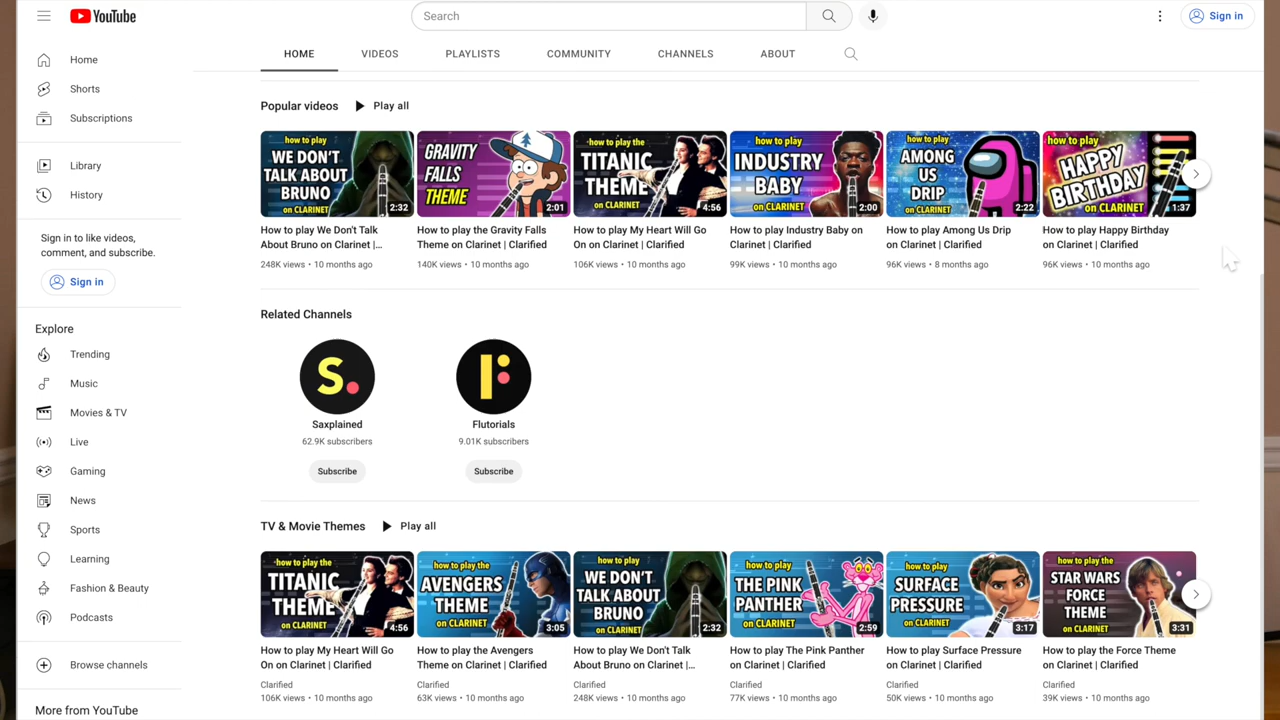 YouTube
Search
Sign in
HOME
VIDEOS
PLAYLISTS
COMMUNITY
CHANNELS
ABOUT
Home
Shorts
Subscriptions
Library
History
Sign in to like videos,
comment, and subscribe.
Sign in
Explore
Trending
Music
Movies & TV
Live
Gaming
News
Sports
Learning
Fashion & Beauty
Podcasts
Browse channels
More from YouTube
Popular videos
Play all
how to play
WE DON'T
TALK ABOUT
BRUNO
on CLARINET
2:32
How to play We Don't Talk
About Bruno on Clarinet |...
248K views • 10 months ago
GRAVITY
FALLS
THEME
2:01
How to play the Gravity Falls
Theme on Clarinet | Clarified
140K views • 10 months ago
how to play the
TITANIC
THEME
on CLARINET
4:56
How to play My Heart Will Go
On on Clarinet | Clarified
106K views • 10 months ago
how to play
INDUSTRY
BABY
on CLARINET
2:00
How to play Industry Baby on
Clarinet | Clarified
99K views • 10 months ago
how to play
AMONG
US
DRIP
on CLARINET
2:22
How to play Among Us Drip
on Clarinet | Clarified
96K views • 8 months ago
how to play
HAPPY
BIRTHDAY
on CLARINET
1:37
How to play Happy Birthday
on Clarinet | Clarified
96K views • 10 months ago
Related Channels
S.
Saxplained
62.9K subscribers
Subscribe
F
Flutorials
9.01K subscribers
Subscribe
TV & Movie Themes
Play all
how to play the
TITANIC
THEME
on CLARINET
4:56
How to play My Heart Will Go
On on Clarinet | Clarified
Clarified
106K views • 10 months ago
how to play the
AVENGERS
THEME
on CLARINET
3:05
How to play the Avengers
Theme on Clarinet | Clarified
Clarified
63K views • 10 months ago
how to play
WE DON'T
TALK ABOUT
BRUNO
on CLARINET
2:32
How to play We Don't Talk
About Bruno on Clarinet |...
Clarified
248K views • 10 months ago
how to play
THE PINK
PANTHER
on CLARINET
2:59
How to play The Pink Panther
on Clarinet | Clarified
Clarified
77K views • 10 months ago
how to play
SURFACE
PRESSURE
on CLARINET
3:17
How to play Surface Pressure
on Clarinet | Clarified
Clarified
50K views • 10 months ago
how to play the
STAR WARS
FORCE
THEME
on CLARINET
3:31
How to play the Force Theme
on Clarinet | Clarified
Clarified
39K views • 10 months ago